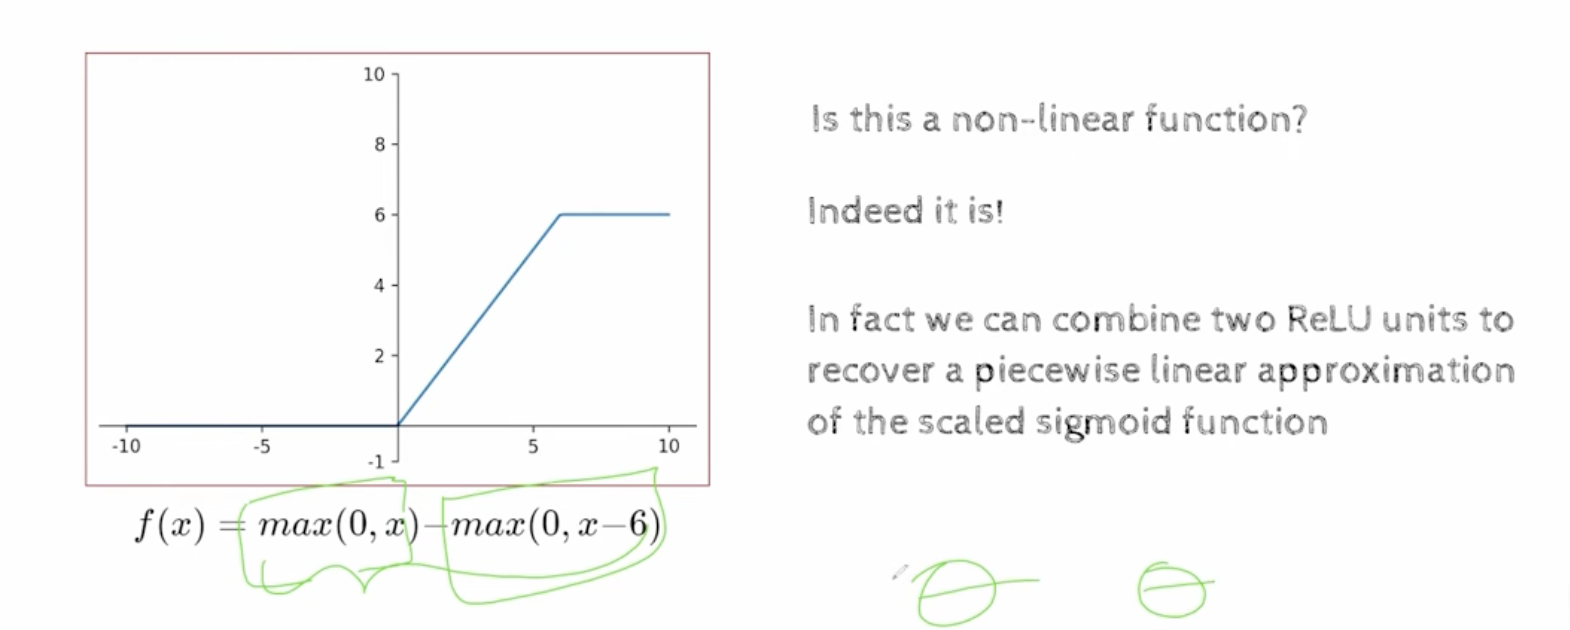 10
8
6
4
2
-10 -5 5 10
-1
f(x) = max(0, x)−max(0, x−6)
Is this a non-linear function?
Indeed it is!
In fact we can combine two ReLU units to
recover a piecewise linear approximation
of the scaled sigmoid function